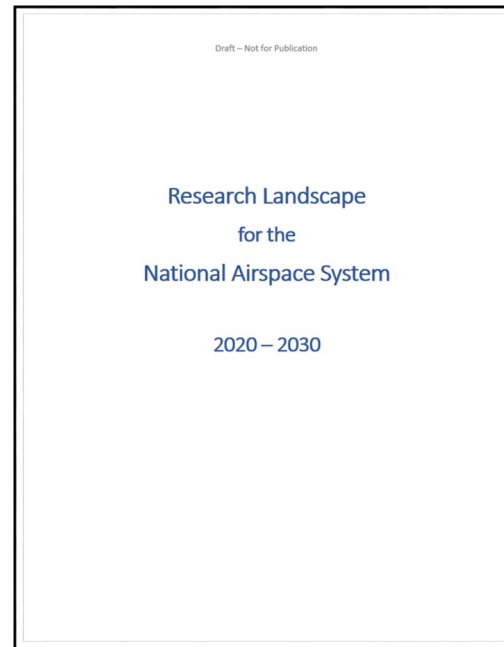 Draft – Not for Publication
Research Landscape
for the
National Airspace System
2020 – 2030